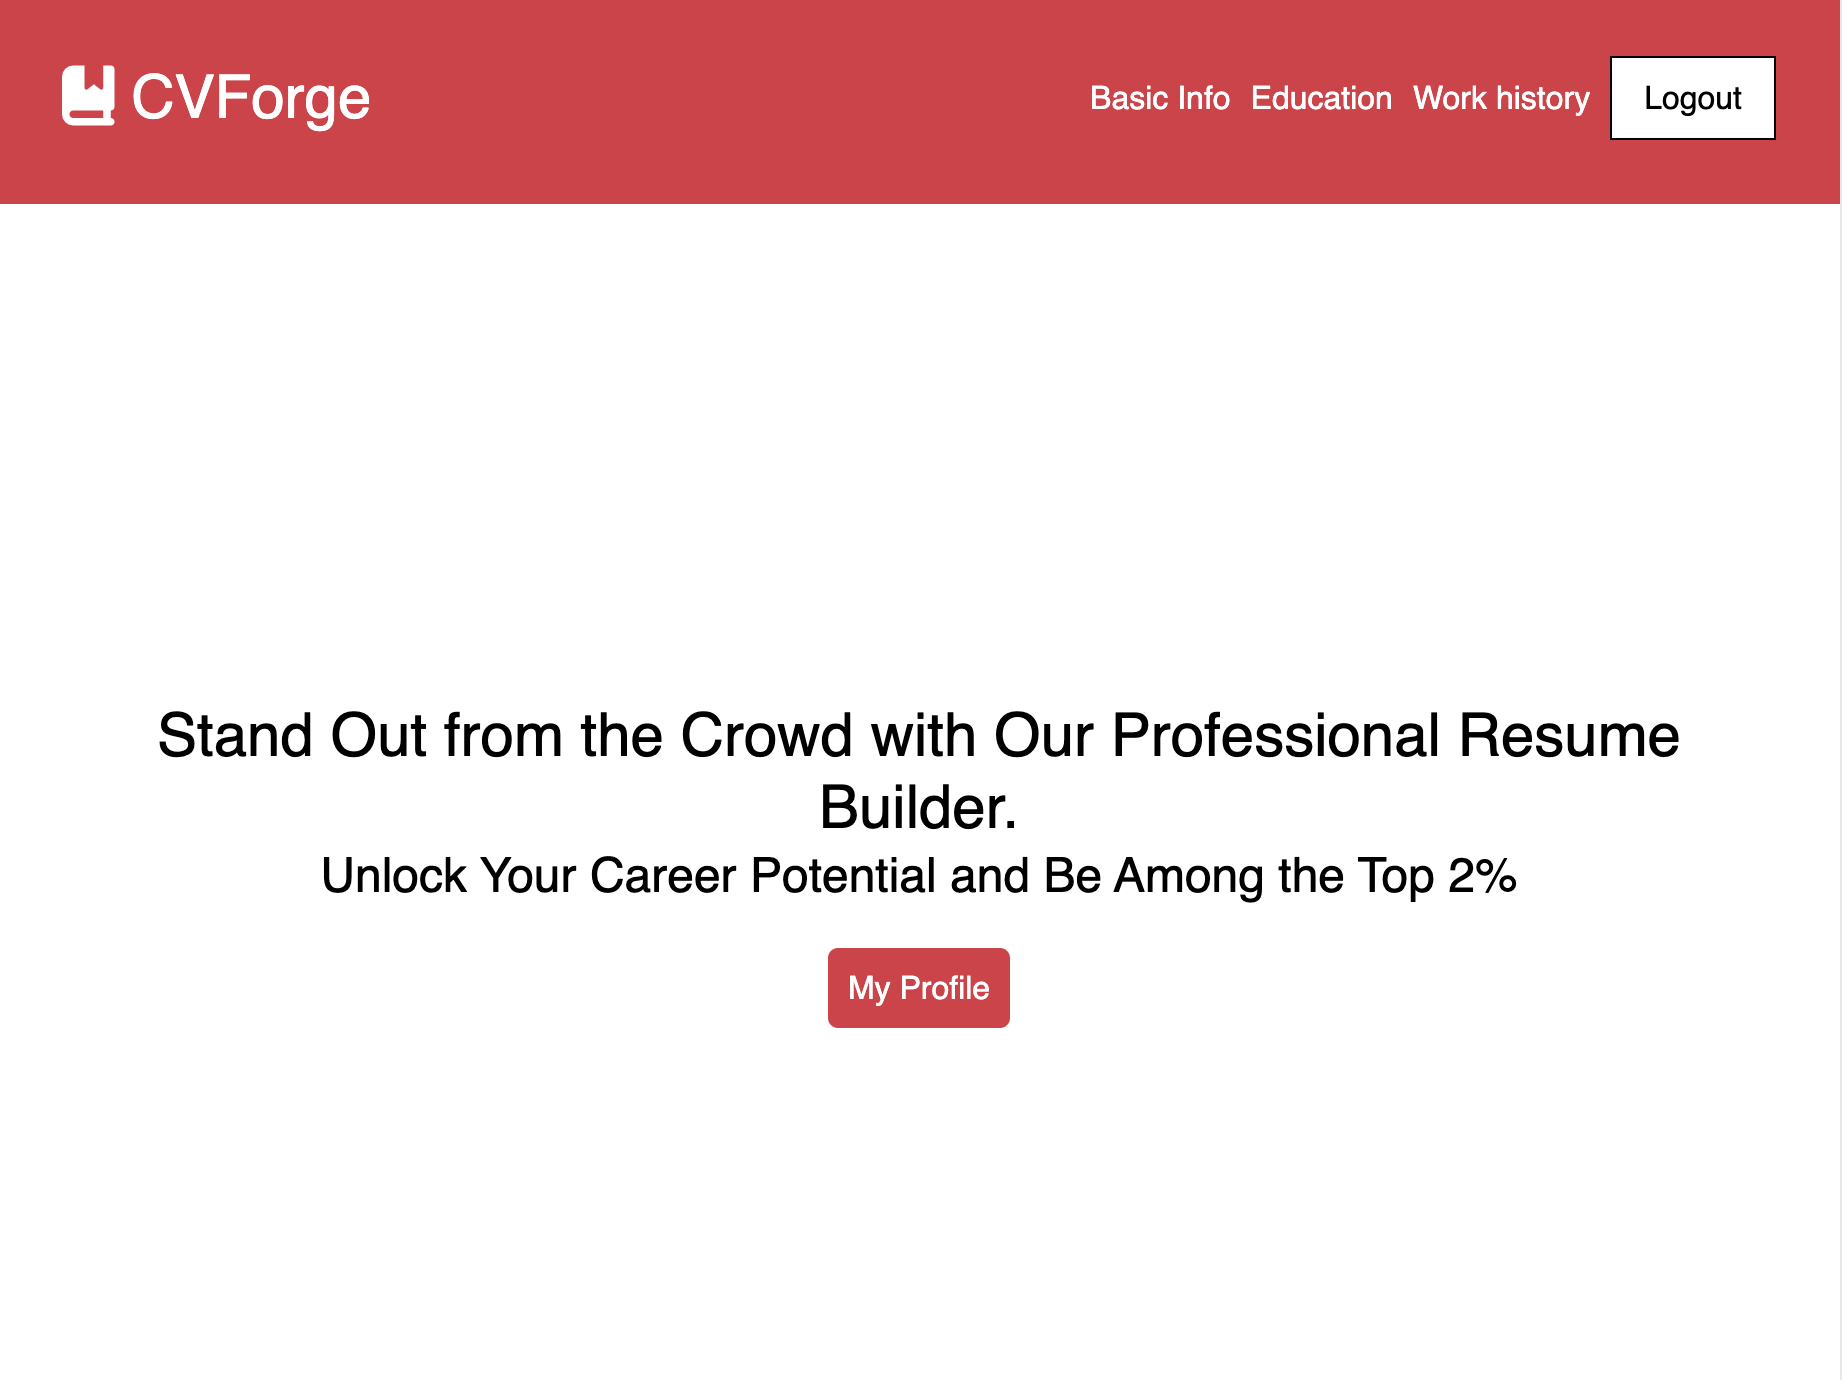 CVForge
Basic Info Education Work history Logout
Stand Out from the Crowd with Our Professional Resume
Builder.
Unlock Your Career Potential and Be Among the Top 2%
My Profile